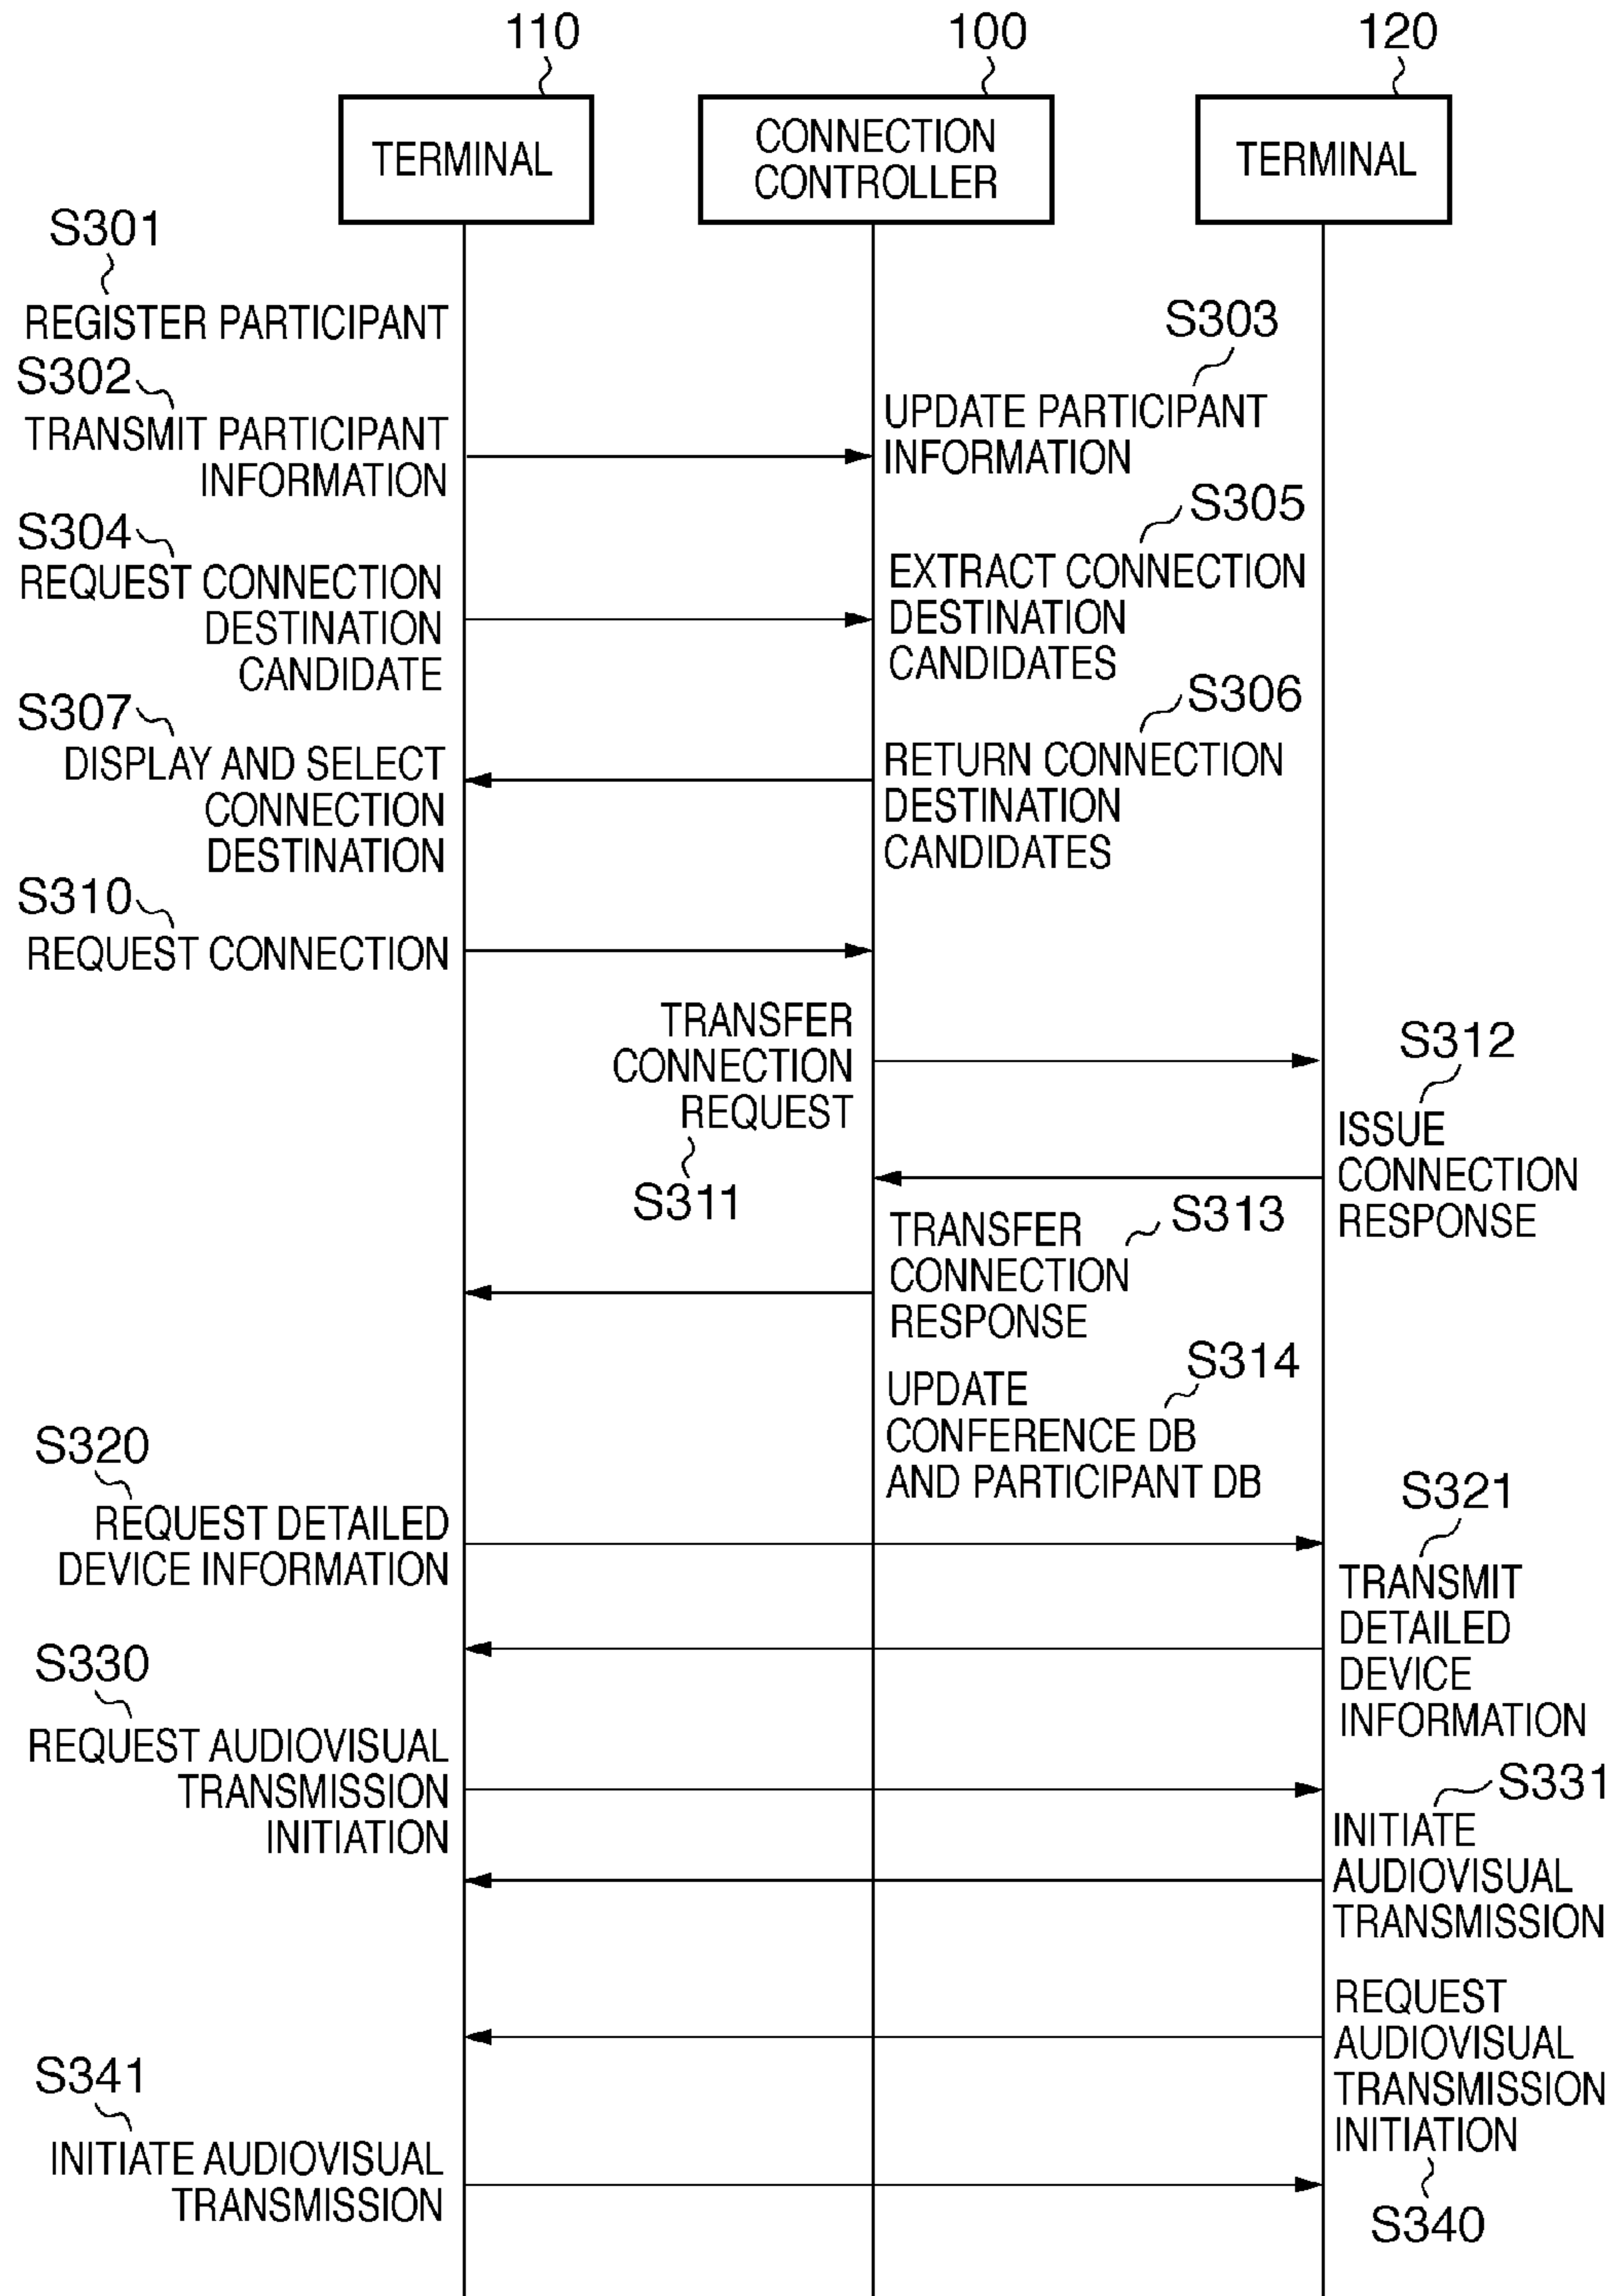 110
100
120
TERMINAL
CONNECTION
CONTROLLER
TERMINAL
S301
REGISTER PARTICIPANT
S302
TRANSMIT PARTICIPANT
INFORMATION
S303
UPDATE PARTICIPANT
INFORMATION
S304
REQUEST CONNECTION
DESTINATION
CANDIDATE
S305
EXTRACT CONNECTION
DESTINATION
CANDIDATES
S306
RETURN CONNECTION
DESTINATION
CANDIDATES
S307
DISPLAY AND SELECT
CONNECTION
DESTINATION
S310
REQUEST CONNECTION
TRANSFER
CONNECTION
REQUEST
S311
S312
ISSUE
CONNECTION
RESPONSE
S313
TRANSFER
CONNECTION
RESPONSE
S314
UPDATE
CONFERENCE DB
AND PARTICIPANT DB
S320
REQUEST DETAILED
DEVICE INFORMATION
S321
TRANSMIT
DETAILED
DEVICE
INFORMATION
S330
REQUEST AUDIOVISUAL
TRANSMISSION
INITIATION
S331
INITIATE
AUDIOVISUAL
TRANSMISSION
REQUEST
AUDIOVISUAL
TRANSMISSION
INITIATION
S340
S341
INITIATE AUDIOVISUAL
TRANSMISSION